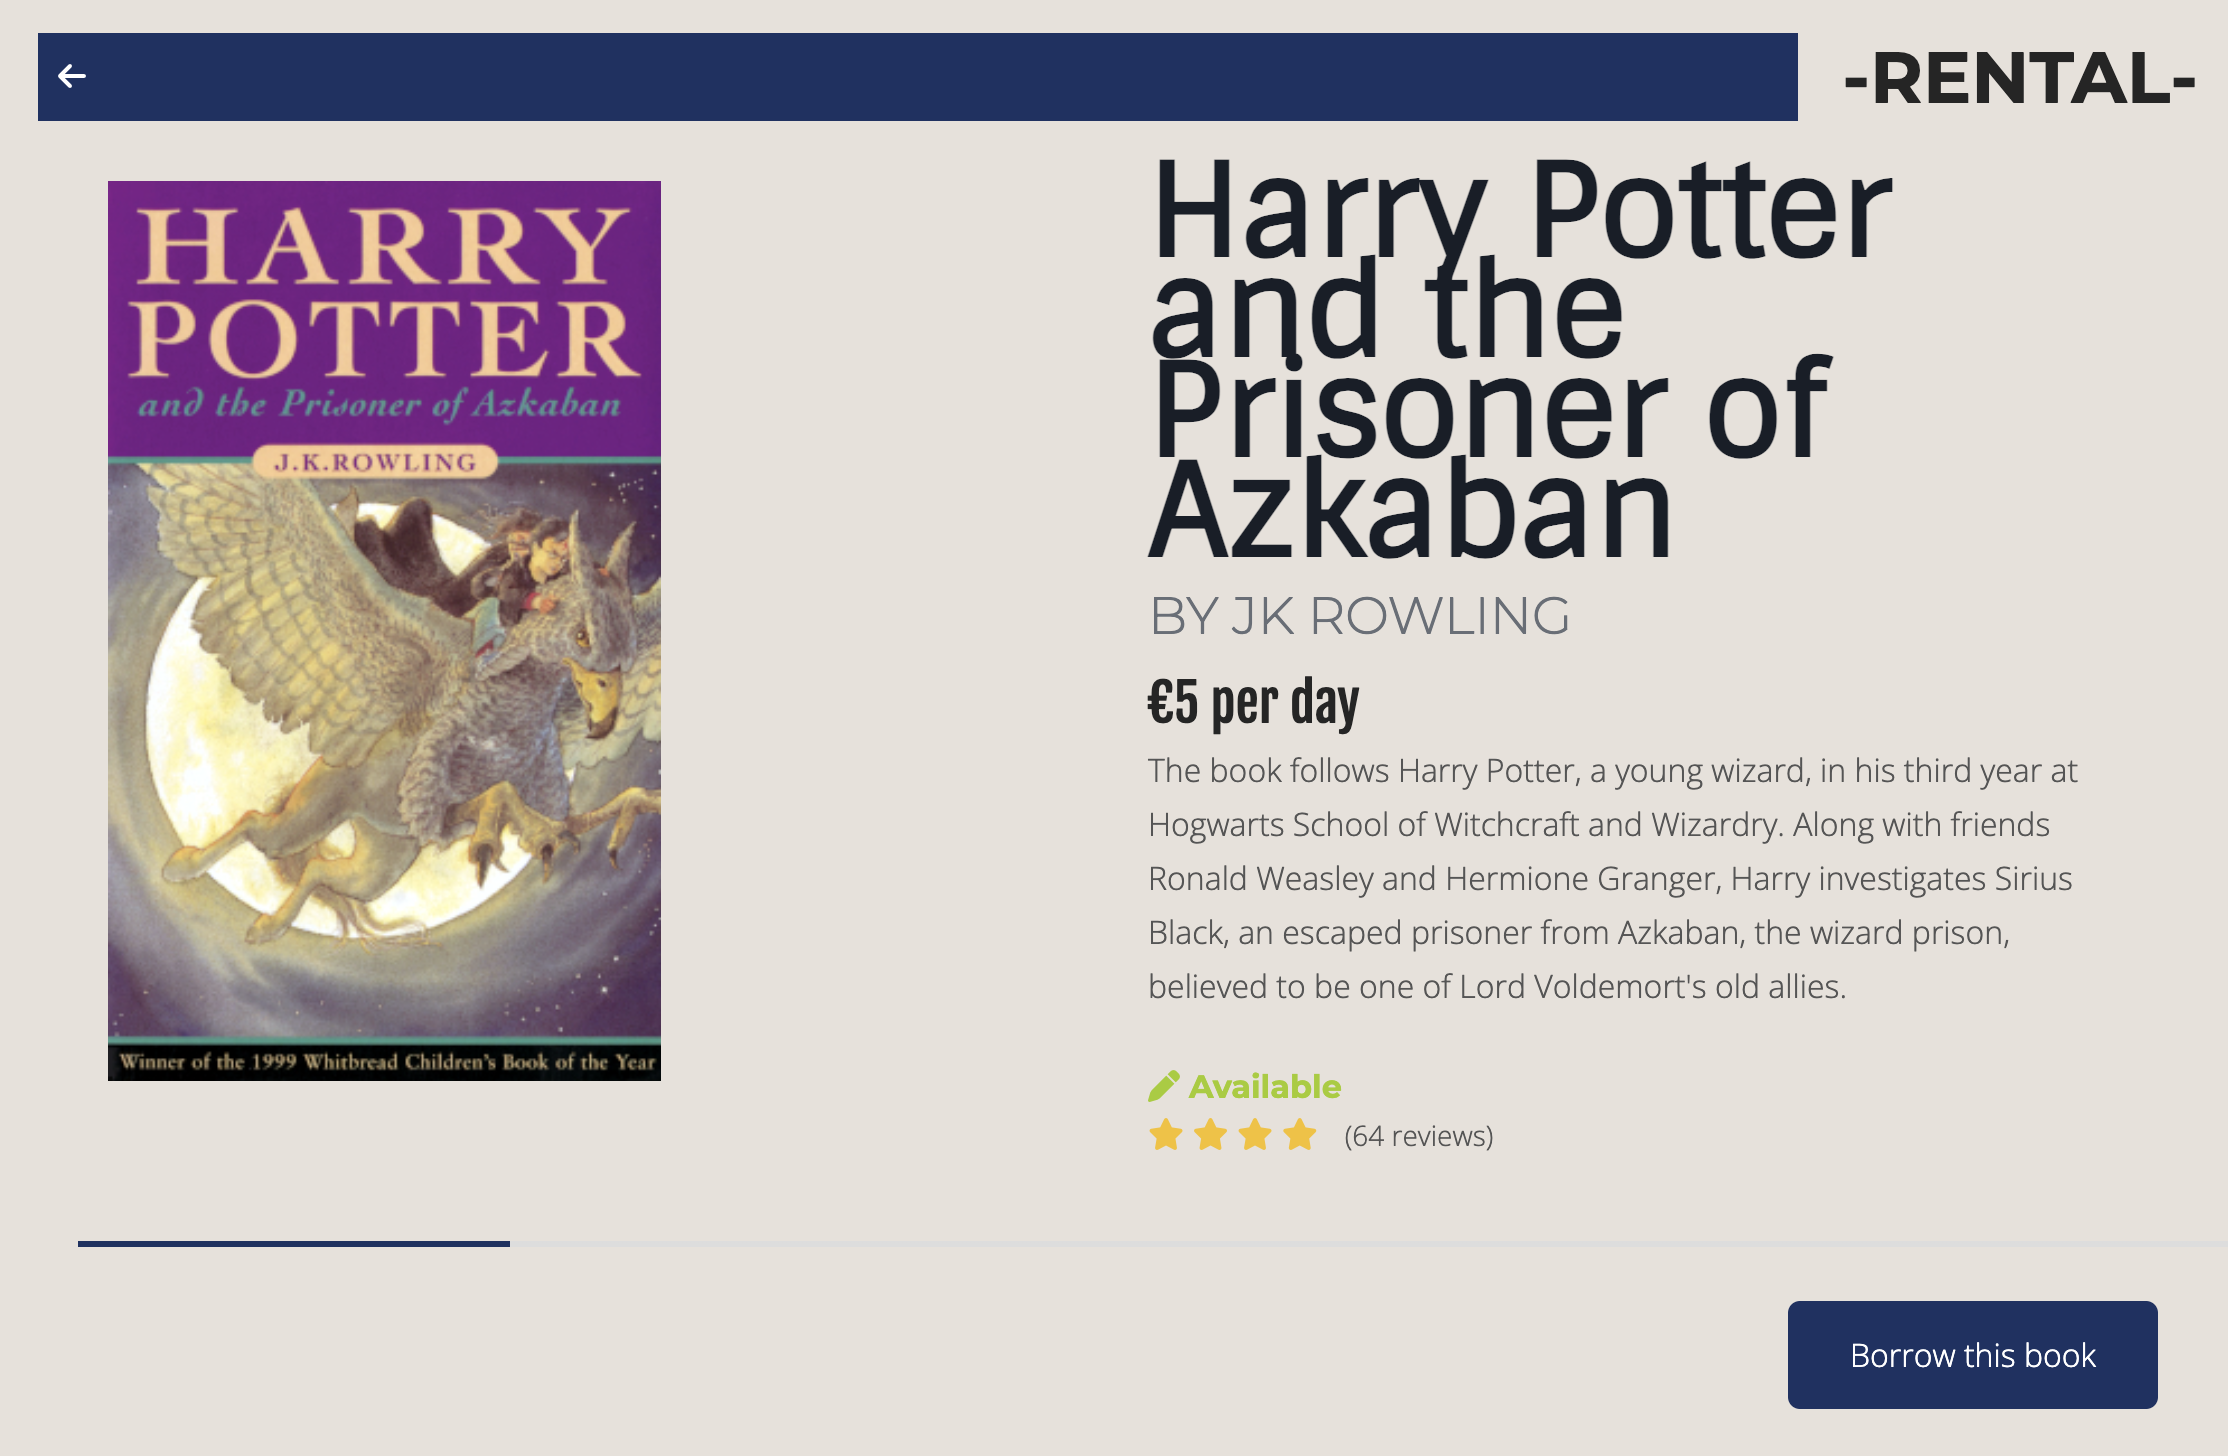 -RENTAL-
HARRY
POTTER
and the Prisoner of Azkaban
J.K.ROWLING
Winner of the 1999 Whitbread Children's Book of the Year
Harry Potter
and the
Prisoner of
Azkaban
BY JK ROWLING
€5 per day
The book follows Harry Potter, a young wizard, in his third year at
Hogwarts School of Witchcraft and Wizardry. Along with friends
Ronald Weasley and Hermione Granger, Harry investigates Sirius
Black, an escaped prisoner from Azkaban, the wizard prison,
believed to be one of Lord Voldemort's old allies.
Available
(64 reviews)
Borrow this book